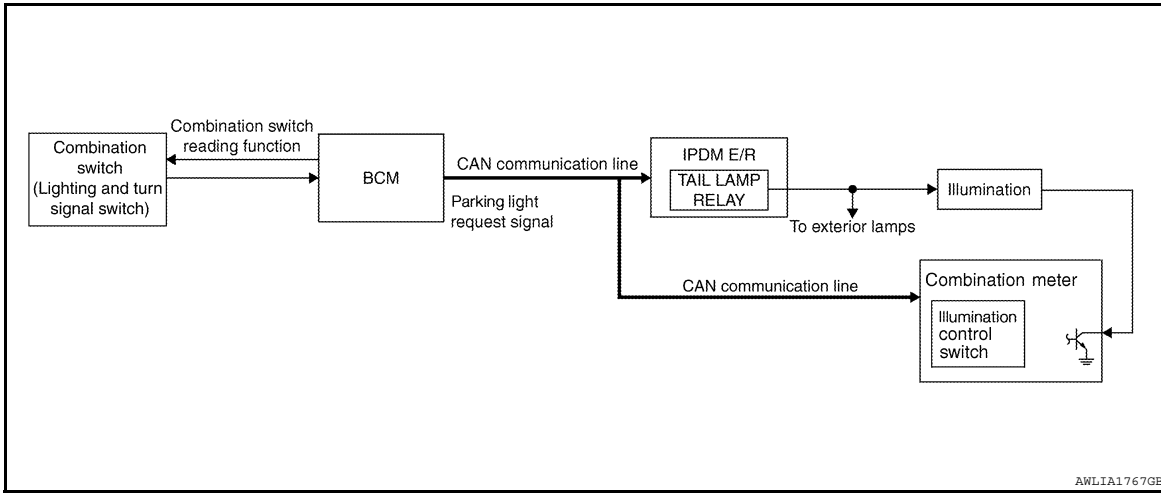 Combination switch
reading function
Combination
switch
(Lighting and turn
signal switch)
BCM
CAN communication line
Parking light
request signal
IPDM E/R
TAIL LAMP
RELAY
Illumination
To exterior lamps
CAN communication line
Combination meter
Illumination
control
switch
AWLIA1767GB